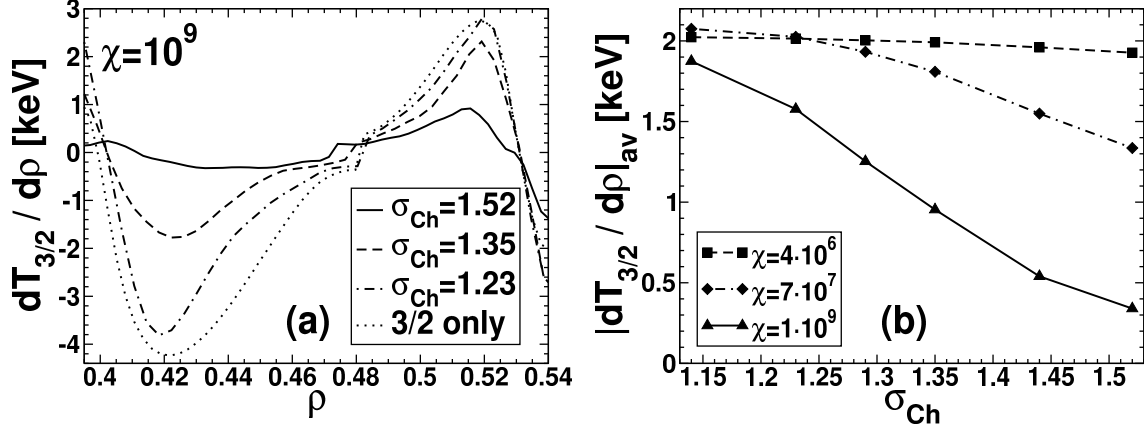 dT_{3/2} / dρ [keV]
3
2
1
0
-1
-2
-3
-4
χ=10^9
σ_Ch=1.52
σ_Ch=1.35
σ_Ch=1.23
3/2 only
(a)
0.4 0.42 0.44 0.46 0.48 0.5 0.52 0.54
ρ
|dT_{3/2} / dρ|_av [keV]
2
1.5
1
0.5
0
χ=4·10^6
χ=7·10^7
χ=1·10^9
(b)
1.15 1.2 1.25 1.3 1.35 1.4 1.45 1.5
σ_Ch